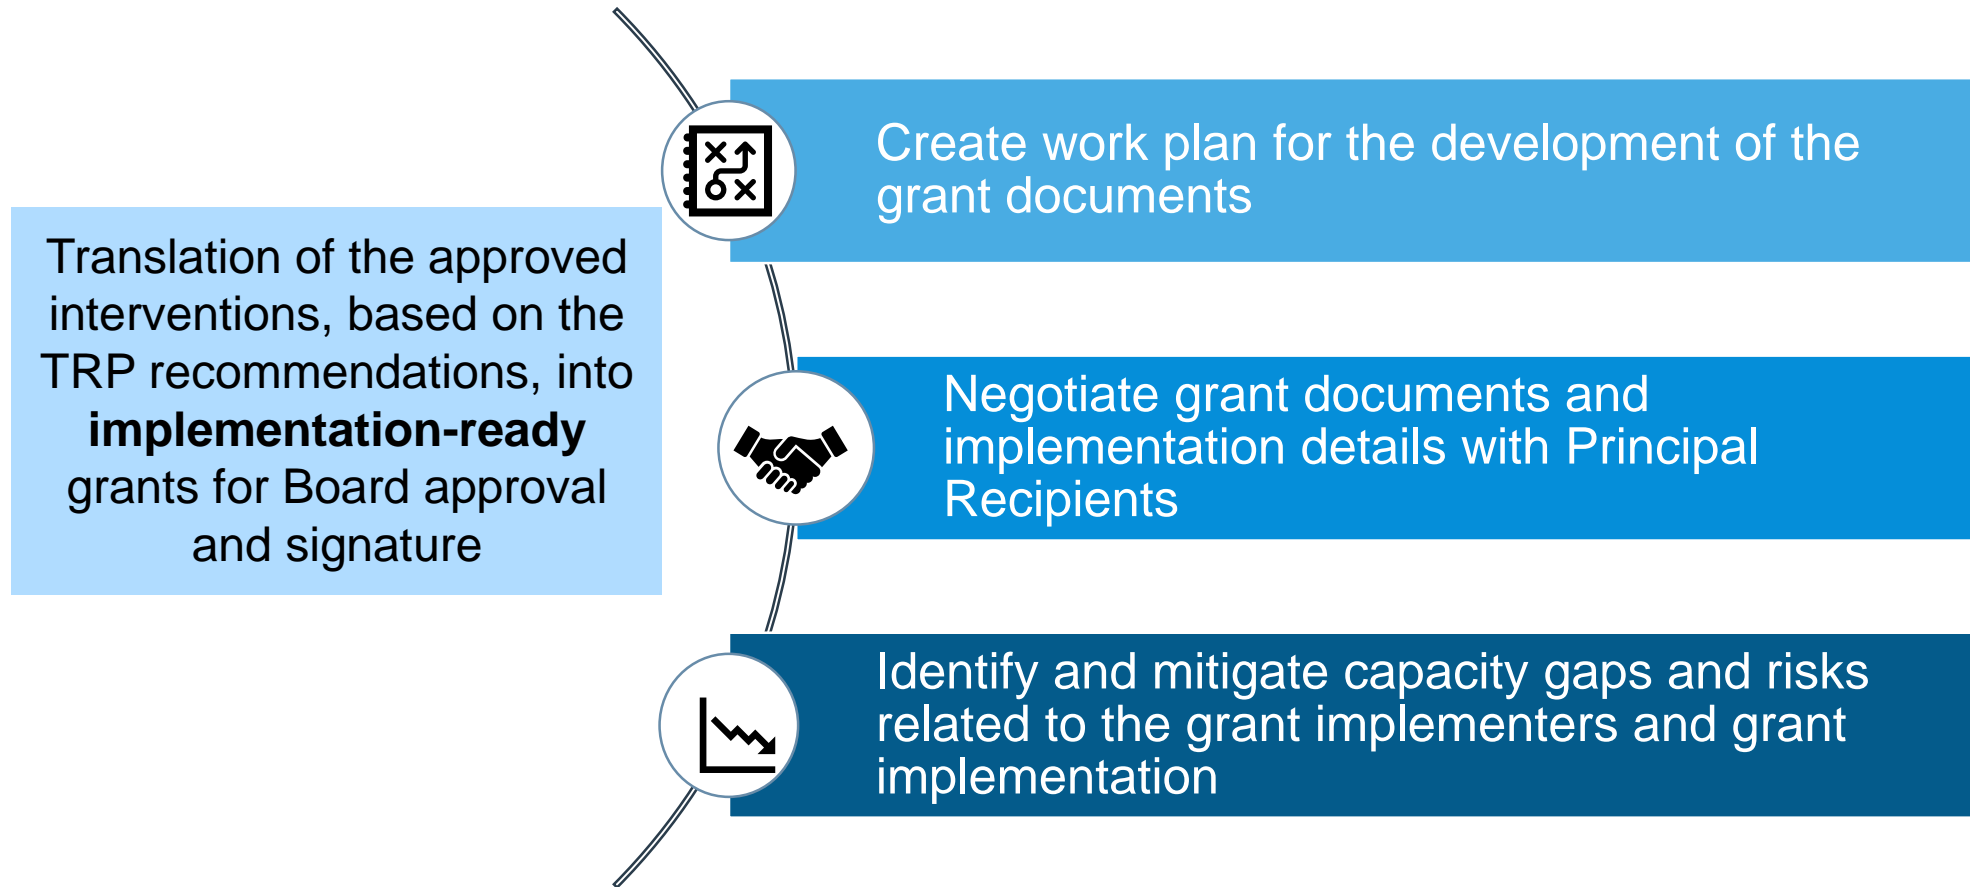 Translation of the approved
interventions, based on the
TRP recommendations, into
implementation-ready
grants for Board approval
and signature
Create work plan for the development of the
grant documents
Negotiate grant documents and
implementation details with Principal
Recipients
Identify and mitigate capacity gaps and risks
related to the grant implementers and grant
implementation